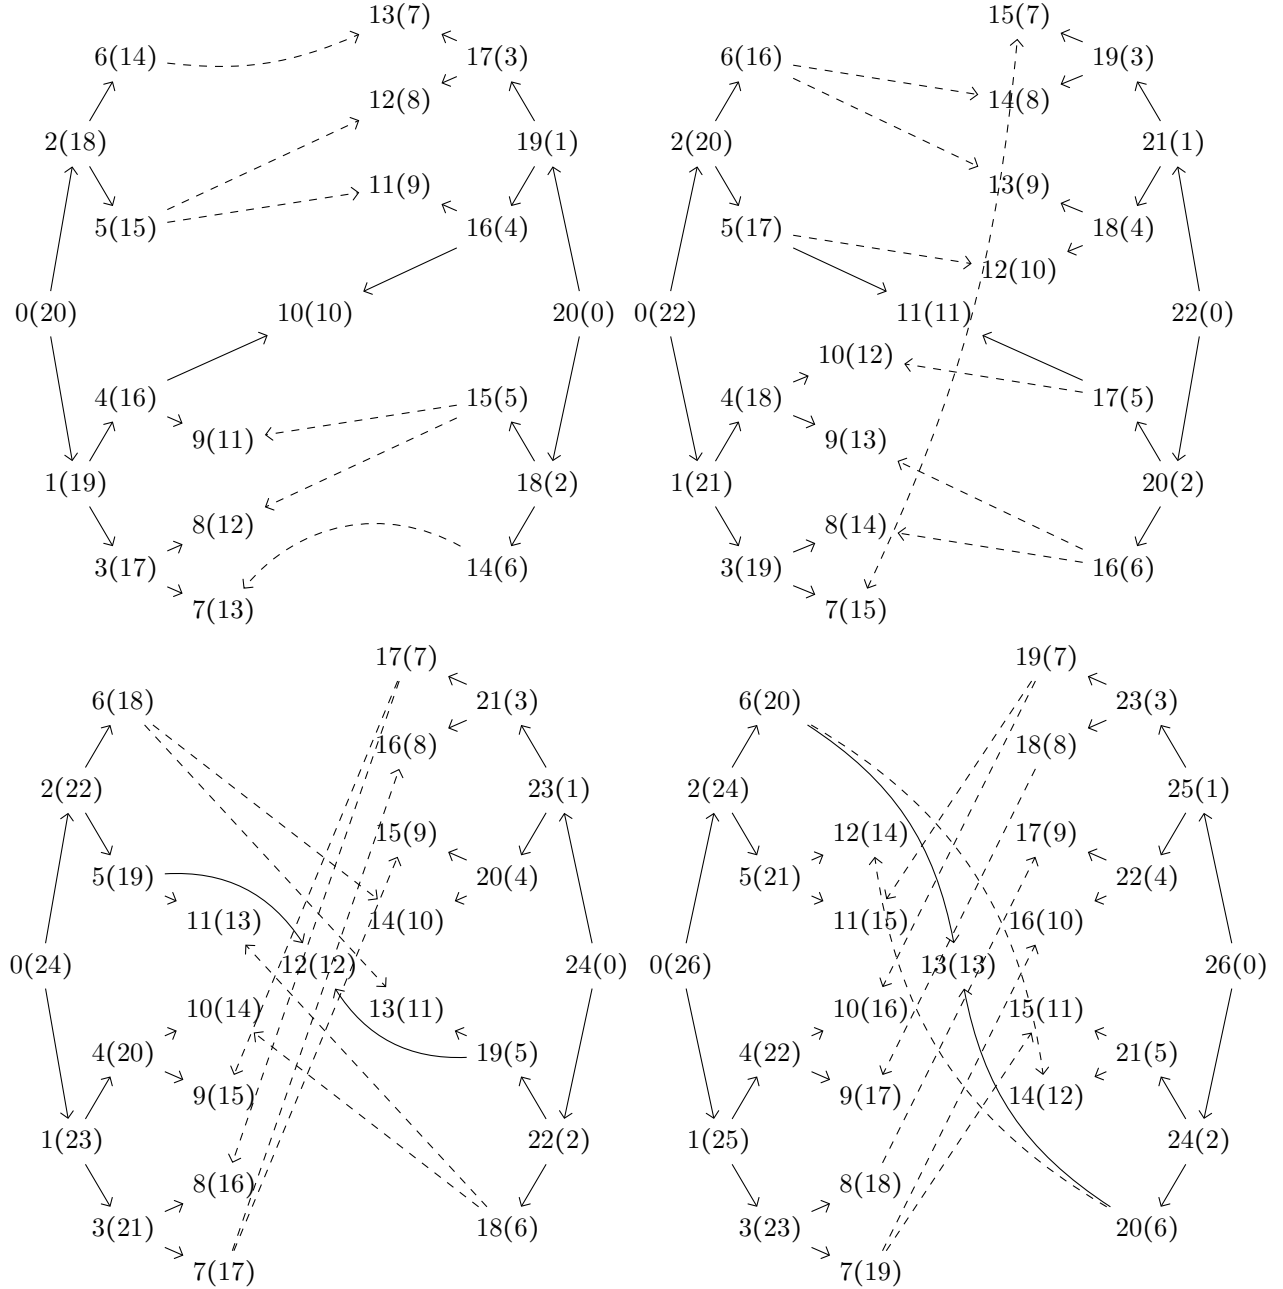 13(7) 15(7)
6(14) 17(3) 6(16) 19(3)
12(8) 14(8)
2(18) 19(1) 2(20) 21(1)
11(9) 13(9)
5(15) 16(4) 5(17) 18(4)
12(10)
0(20) 10(10) 20(0) 0(22) 11(11) 22(0)
10(12)
4(16) 15(5) 4(18) 17(5)
9(11) 9(13)
1(19) 18(2) 1(21) 20(2)
8(12) 8(14)
3(17) 14(6) 3(19) 16(6)
7(13) 7(15)
17(7) 19(7)
6(18) 21(3) 6(20) 23(3)
16(8) 18(8)
2(22) 23(1) 2(24) 25(1)
15(9) 12(14) 17(9)
5(19) 20(4) 5(21) 22(4)
11(13) 14(10) 11(15) 16(10)
0(24) 12(12) 24(0) 0(26) 13(13) 26(0)
10(14) 13(11) 10(16) 15(11)
4(20) 19(5) 4(22) 21(5)
9(15) 9(17) 14(12)
1(23) 22(2) 1(25) 24(2)
8(16) 8(18)
3(21) 18(6) 3(23) 20(6)
7(17) 7(19)